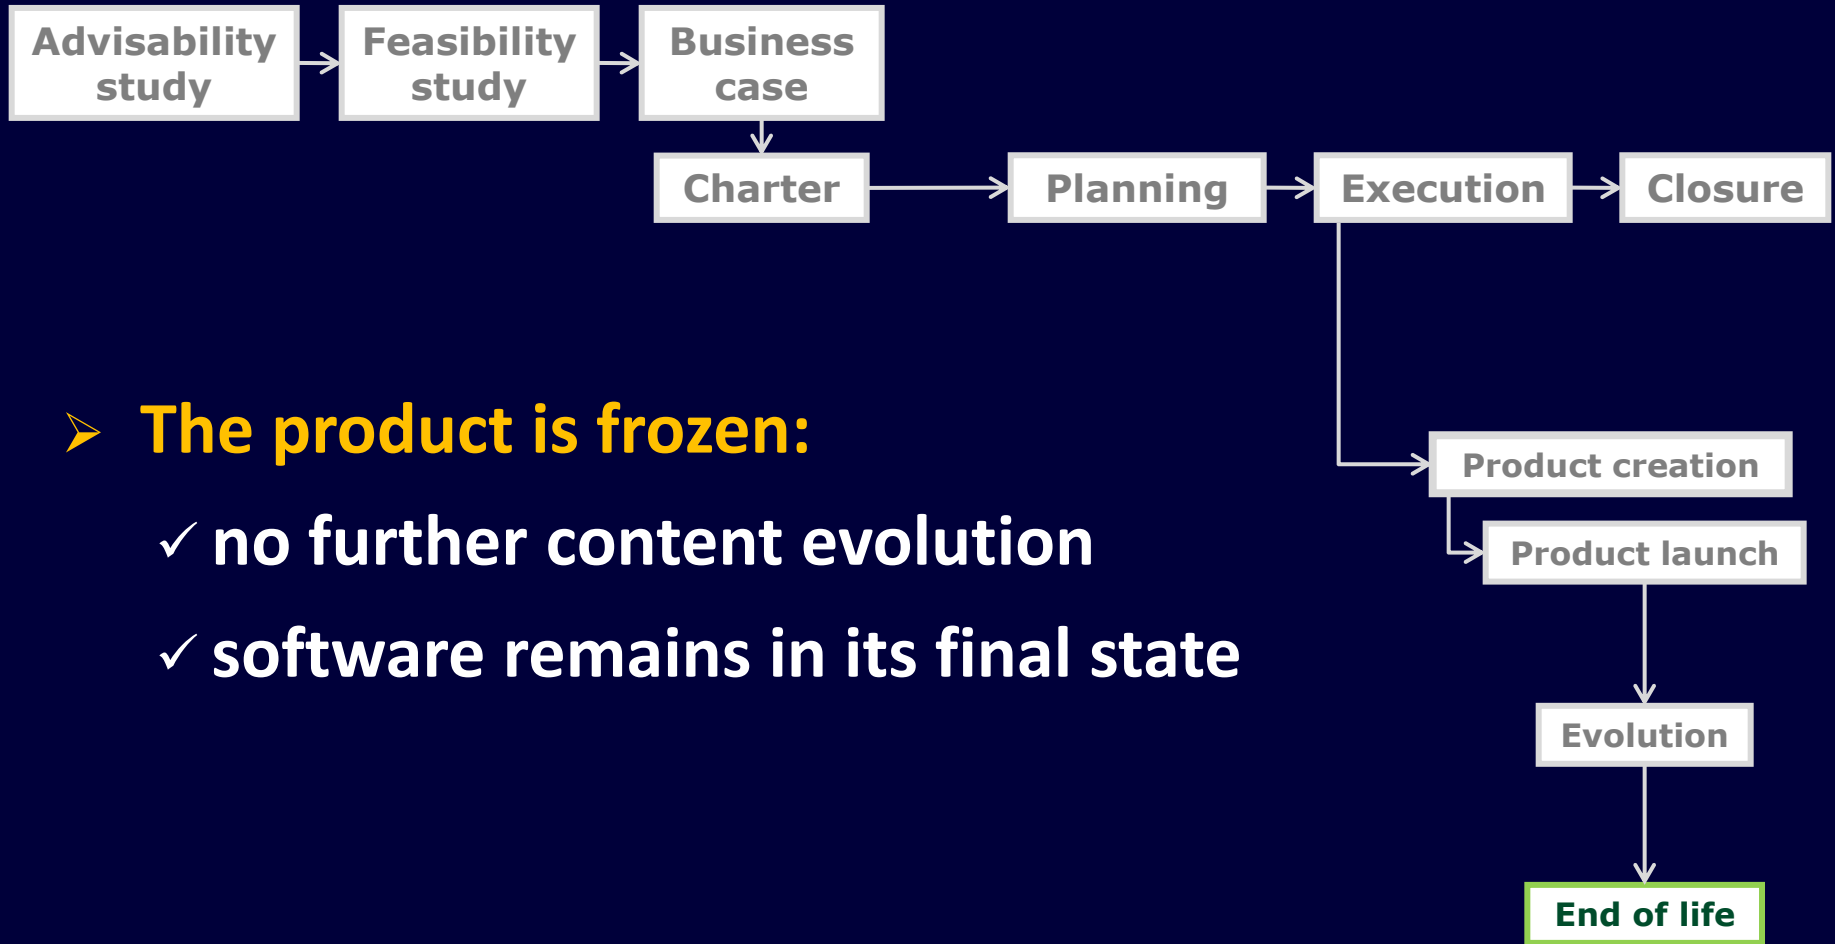 Advisability
study
Feasibility
study
Business
case
Charter
Planning
Execution
Closure
The product is frozen:
no further content evolution
software remains in its final state
Product creation
Product launch
Evolution
End of life